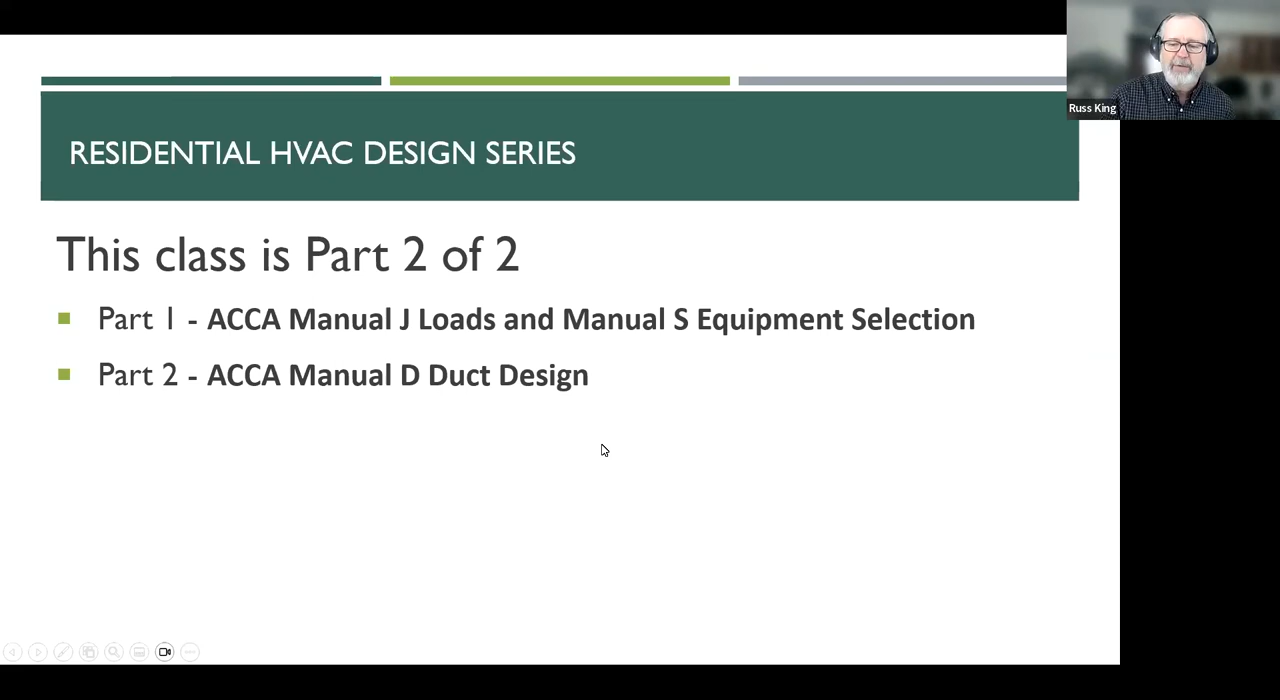 Russ King
RESIDENTIAL HVAC DESIGN SERIES
This class is Part 2 of 2
Part 1 - ACCA Manual J Loads and Manual S Equipment Selection
Part 2 - ACCA Manual D Duct Design